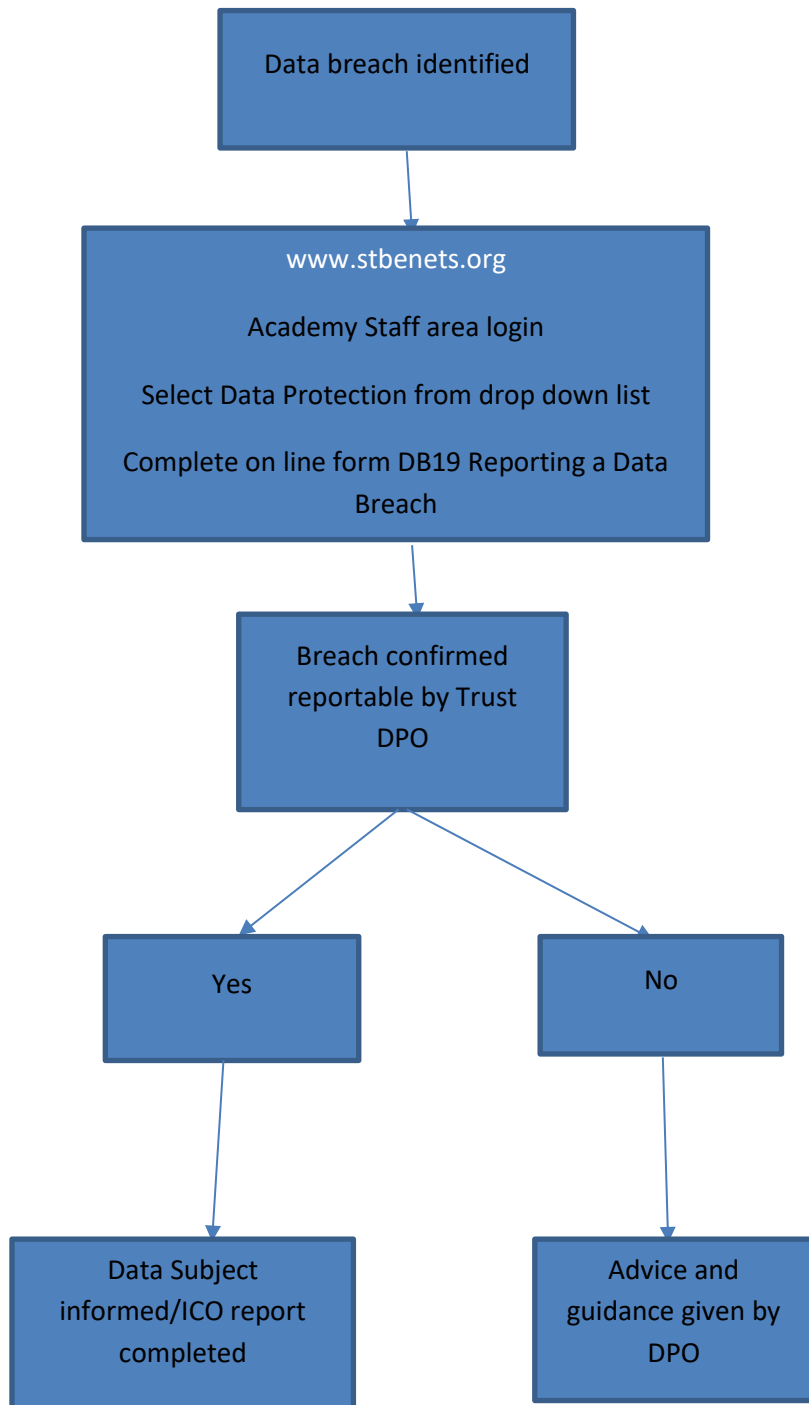 Data breach identified
www.stbenets.org
Academy Staff area login
Select Data Protection from drop down list
Complete on line form DB19 Reporting a Data
Breach
Breach confirmed
reportable by Trust
DPO
Yes
No
Data Subject
informed/ICO report
completed
Advice and
guidance given by
DPO